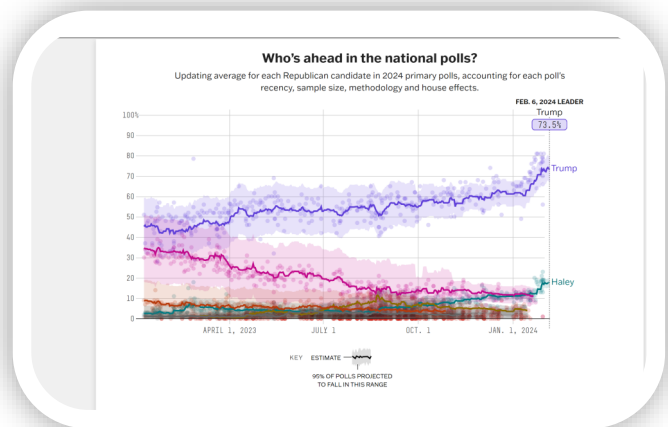 Who's ahead in the national polls?
Updating average for each Republican candidate in 2024 primary polls, accounting for each poll's
recency, sample size, methodology and house effects.
FEB. 6, 2024 LEADER
Trump
73.5%
100%
90
80
70
60
50
40
30
20
10
0
Trump
Haley
APRIL 1, 2023
JULY 1
OCT. 1
JAN. 1, 2024
KEY ESTIMATE
95% OF POLLS PROJECTED
TO FALL IN THIS RANGE